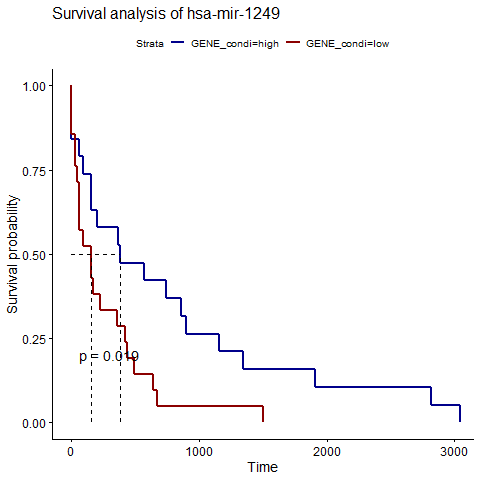 Survival analysis of hsa-mir-1249
Strata GENE_condi=high GENE_condi=low
1.00
0.75
0.50
0.25
0.00
Survival probability
p = 0.019
0 1000 2000 3000
Time